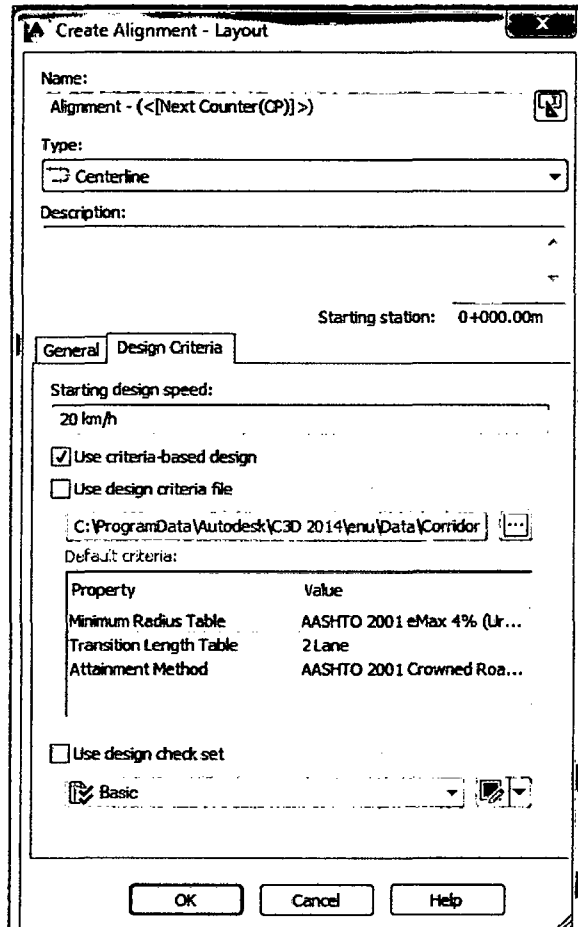 Create Alignment - Layout
Name:
Alignment - (<[Next Counter(CP)]>)
Type:
Centerline
Description:
Starting station: 0+000.00m
General Design Criteria
Starting design speed:
20 km/h
Use criteria-based design
Use design criteria file
C:\ProgramData\Autodesk\C3D 2014\enu\Data\Corridor ...
Default criteria:
Property Value
Minimum Radius Table AASHTO 2001 eMax 4% (Ur...
Transition Length Table 2 Lane
Attainment Method AASHTO 2001 Crowned Roa...
Use design check set
Basic
OK Cancel Help